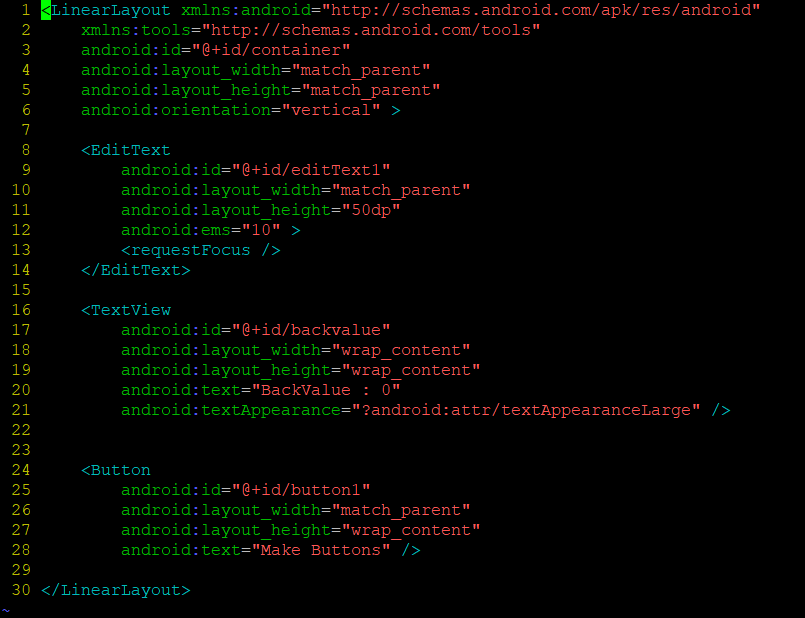 1 <LinearLayout xmlns:android="http://schemas.android.com/apk/res/android"
2     xmlns:tools="http://schemas.android.com/tools"
3     android:id="@+id/container"
4     android:layout_width="match_parent"
5     android:layout_height="match_parent"
6     android:orientation="vertical" >
7
8     <EditText
9         android:id="@+id/editText1"
10         android:layout_width="match_parent"
11         android:layout_height="50dp"
12         android:ems="10" >
13         <requestFocus />
14     </EditText>
15
16     <TextView
17         android:id="@+id/backvalue"
18         android:layout_width="wrap_content"
19         android:layout_height="wrap_content"
20         android:text="BackValue : 0"
21         android:textAppearance="?android:attr/textAppearanceLarge" />
22
23
24     <Button
25         android:id="@+id/button1"
26         android:layout_width="match_parent"
27         android:layout_height="wrap_content"
28         android:text="Make Buttons" />
29
30 </LinearLayout>
~